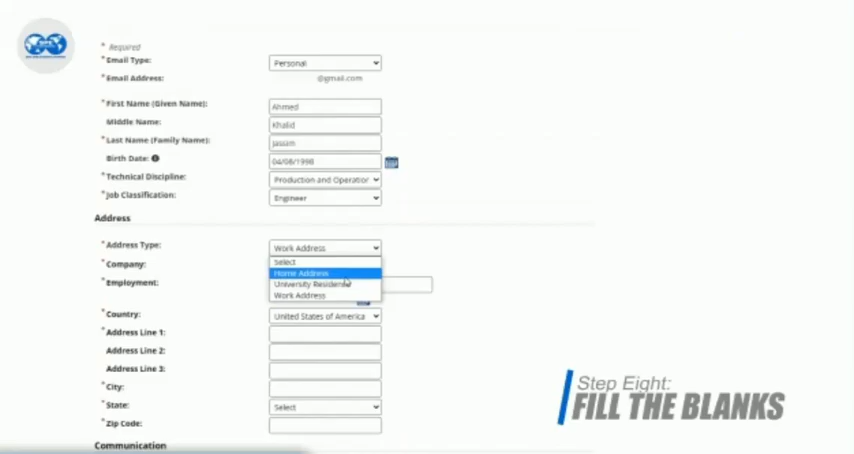 * Required
* Email Type: Personal
* Email Address: @gmail.com
* First Name (Given Name): Ahmed
Middle Name: Khalid
* Last Name (Family Name): Jassam
Birth Date: 04/08/1998
* Technical Discipline: Production and Operation
* Job Classification: Engineer
Address
* Address Type: Work Address
Select
* Company:
Home Address
* Employment: University Residence
Work Address
* Country: United States of America
* Address Line 1:
Address Line 2:
Address Line 3:
* City:
* State: Select
* Zip Code:
Step Eight:
FILL THE BLANKS
Communication